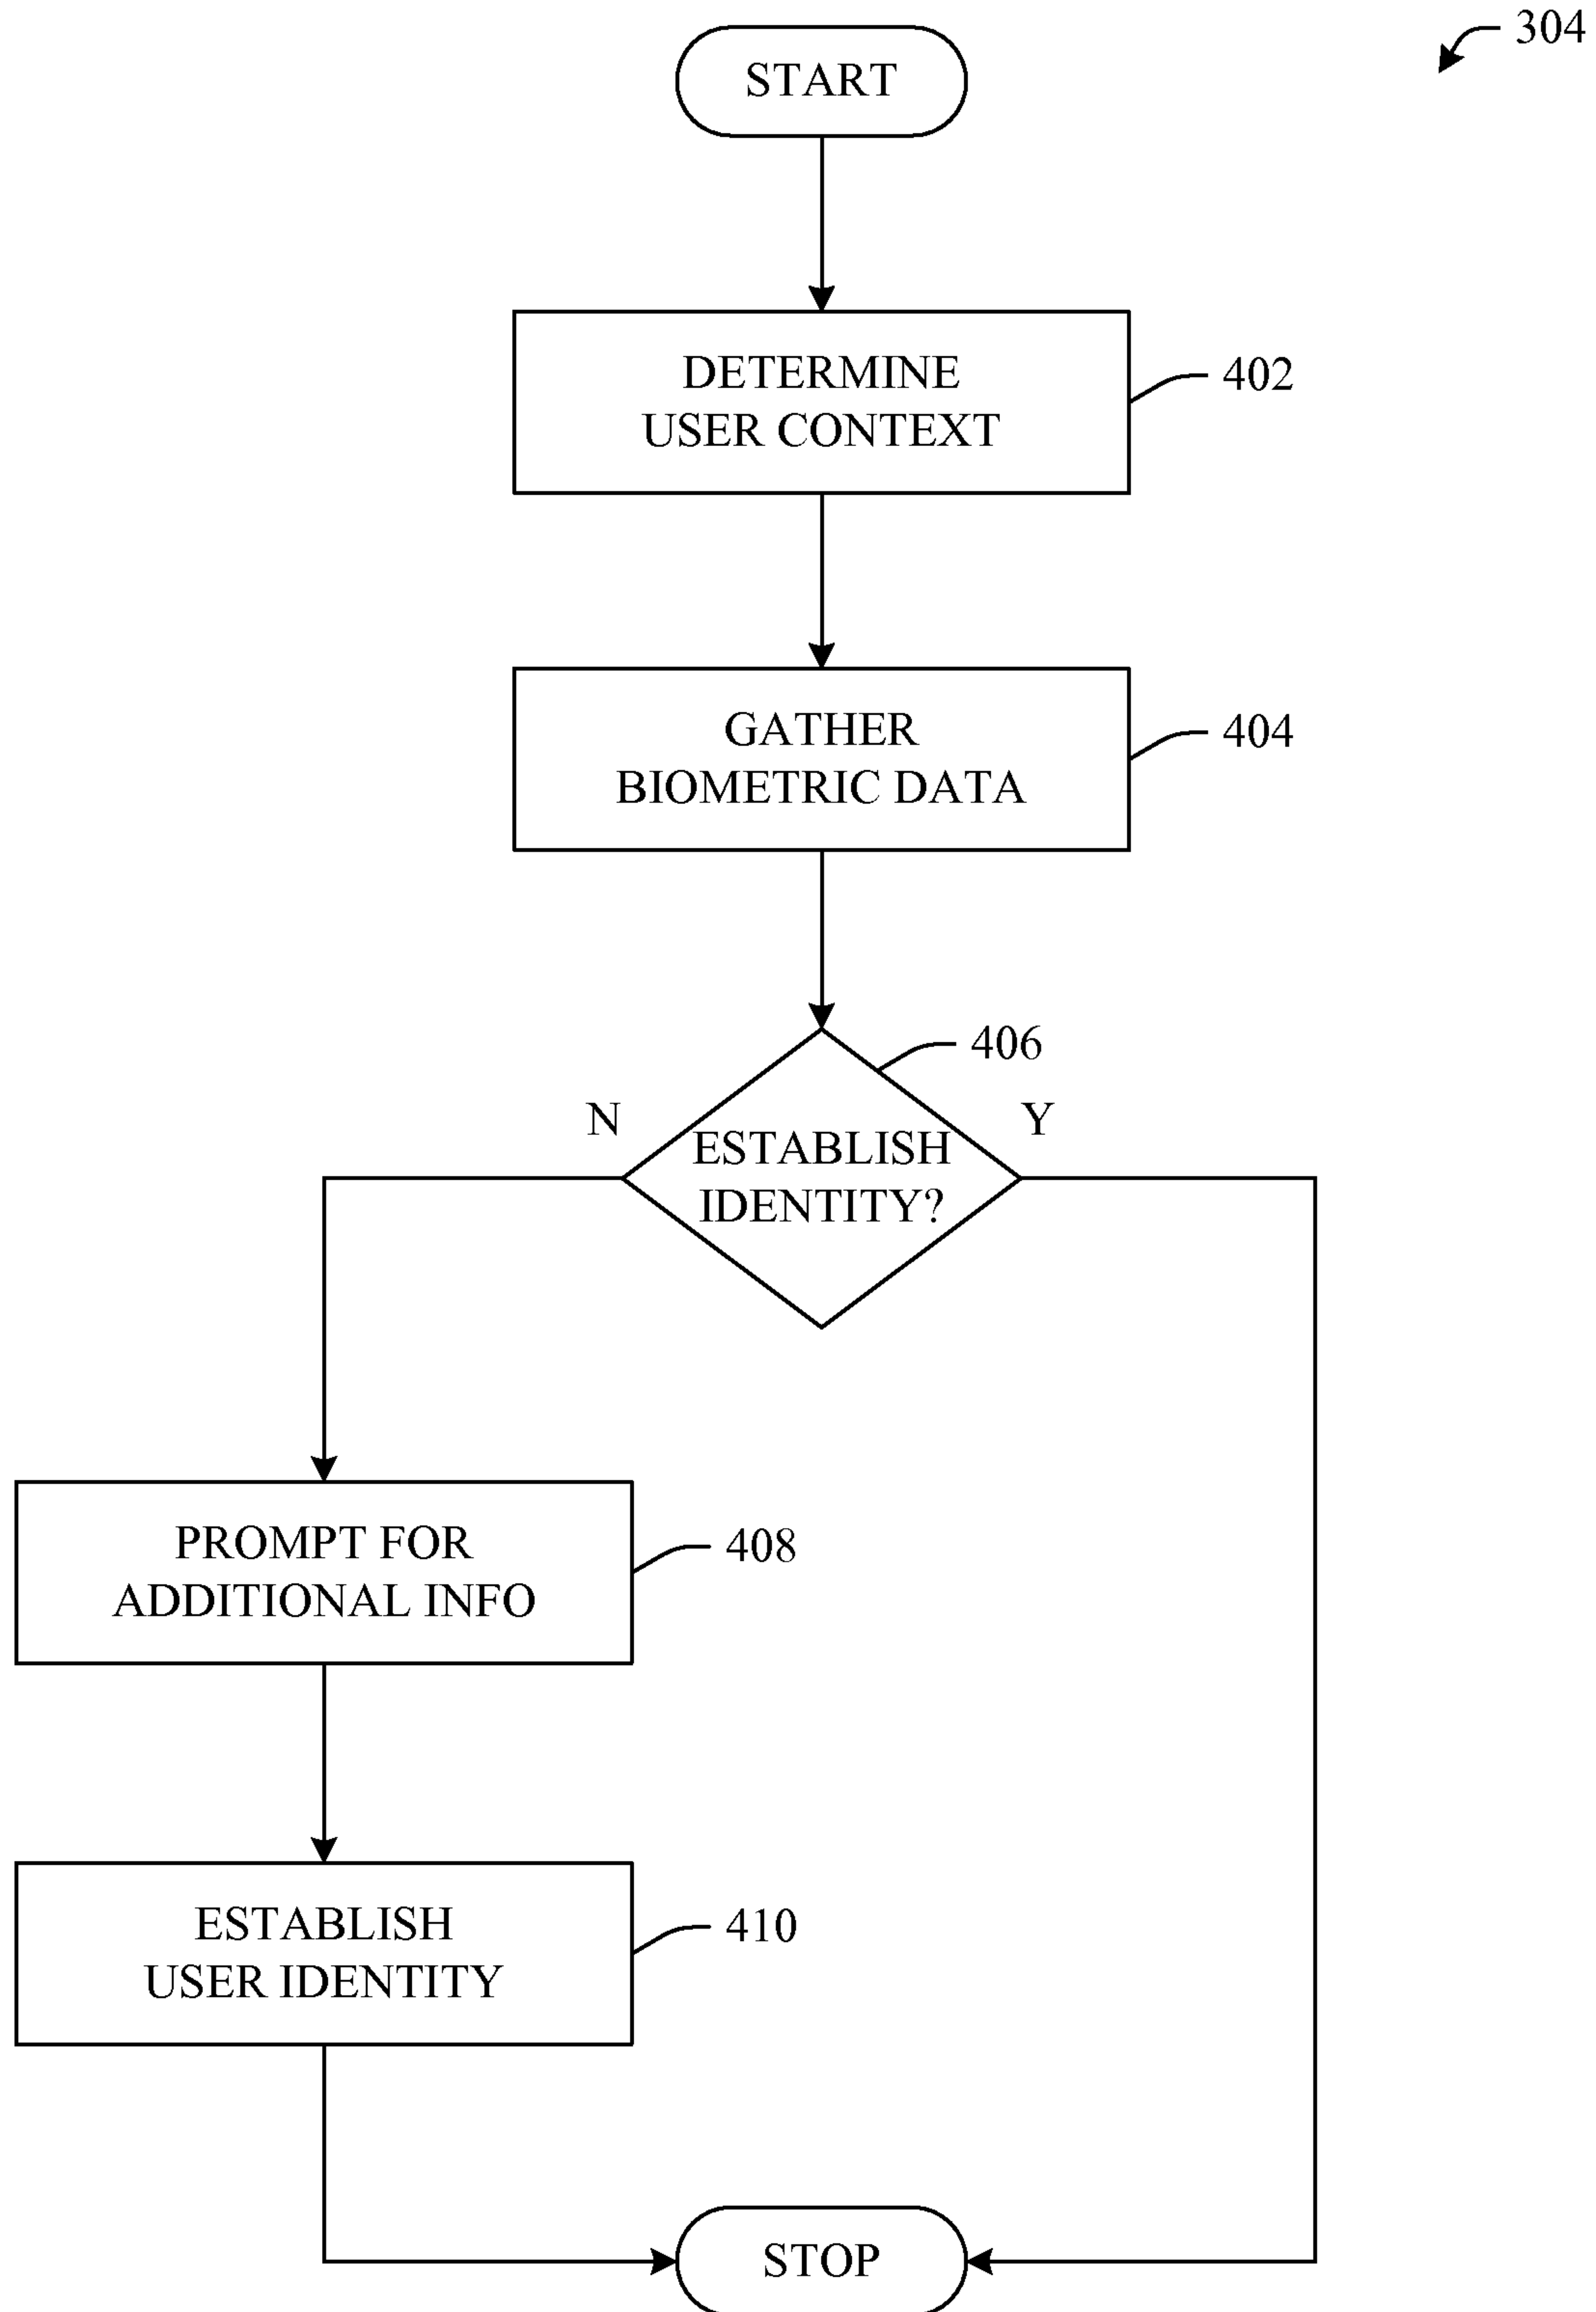 304
START
DETERMINE
USER CONTEXT
402
GATHER
BIOMETRIC DATA
404
406
N
Y
ESTABLISH
IDENTITY?
PROMPT FOR
ADDITIONAL INFO
408
ESTABLISH
USER IDENTITY
410
STOP